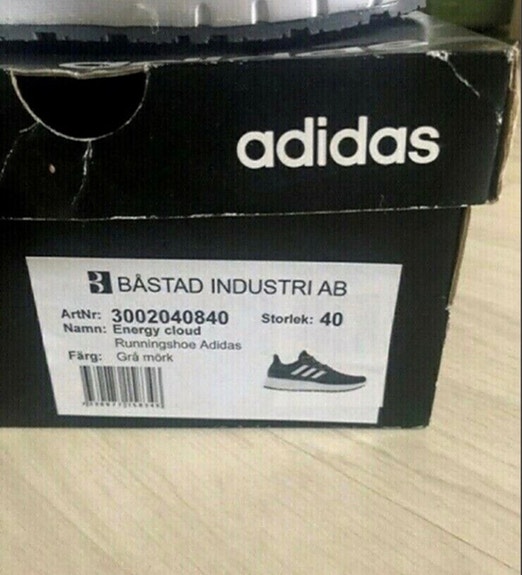 adidas
BÅSTAD INDUSTRI AB
ArtNr: 3002040840 Storlek: 40
Namn: Energy cloud
Runningshoe Adidas
Färg: Grå mörk